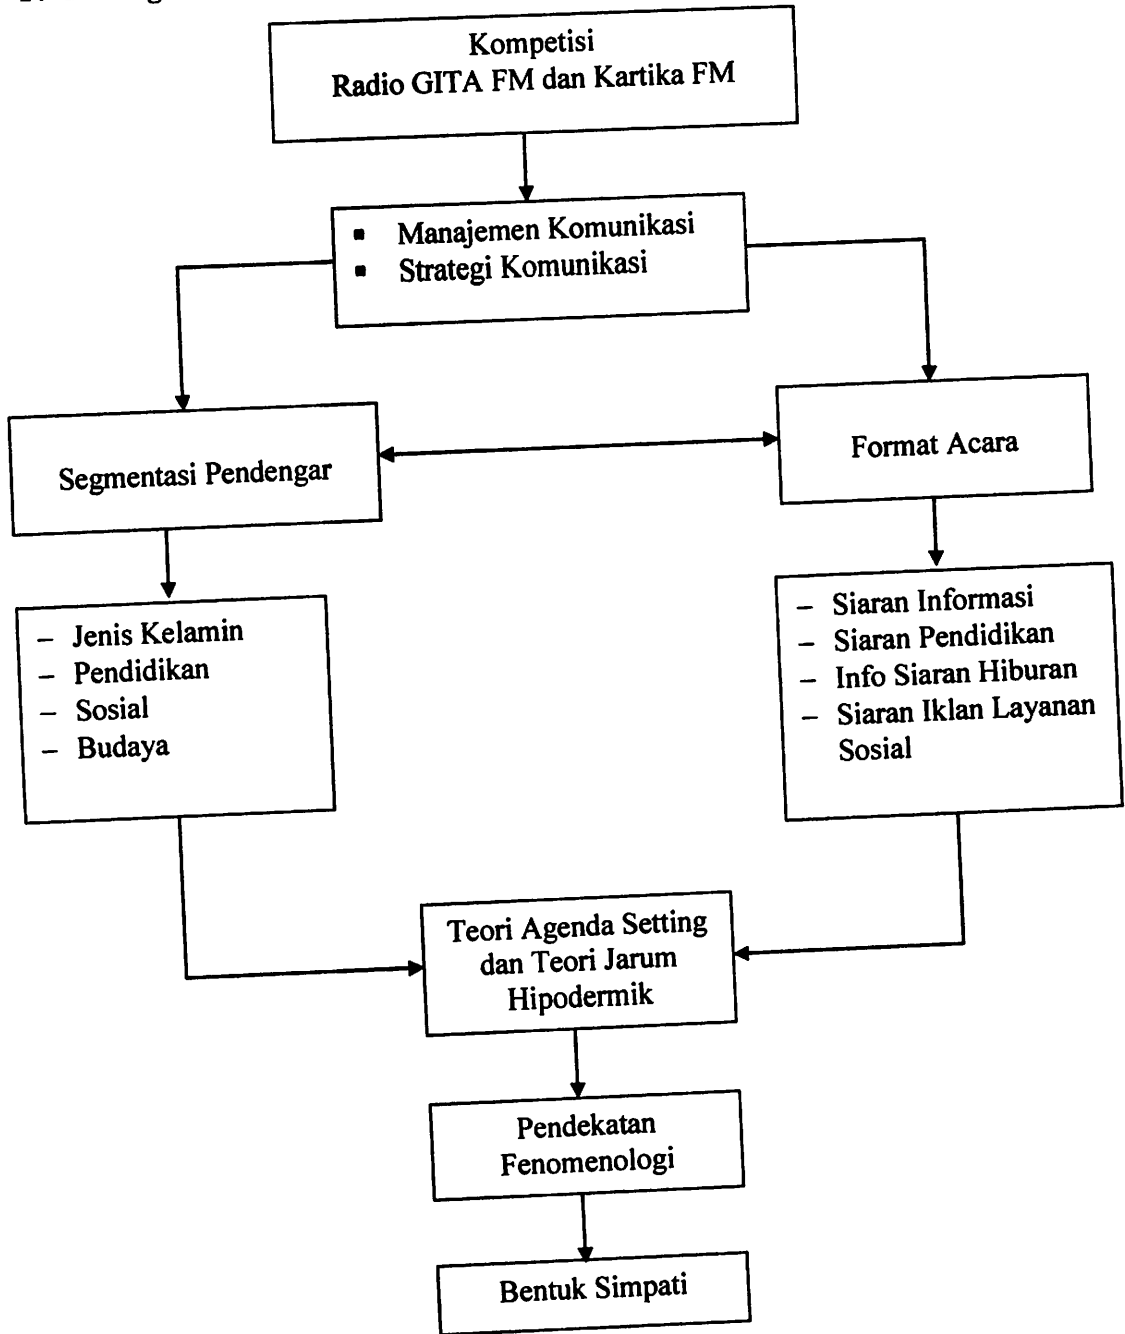 Kompetisi
Radio GITA FM dan Kartika FM
▪ Manajemen Komunikasi
▪ Strategi Komunikasi
Segmentasi Pendengar
Format Acara
– Jenis Kelamin
– Pendidikan
– Sosial
– Budaya
– Siaran Informasi
– Siaran Pendidikan
– Info Siaran Hiburan
– Siaran Iklan Layanan
Sosial
Teori Agenda Setting
dan Teori Jarum
Hipodermik
Pendekatan
Fenomenologi
Bentuk Simpati